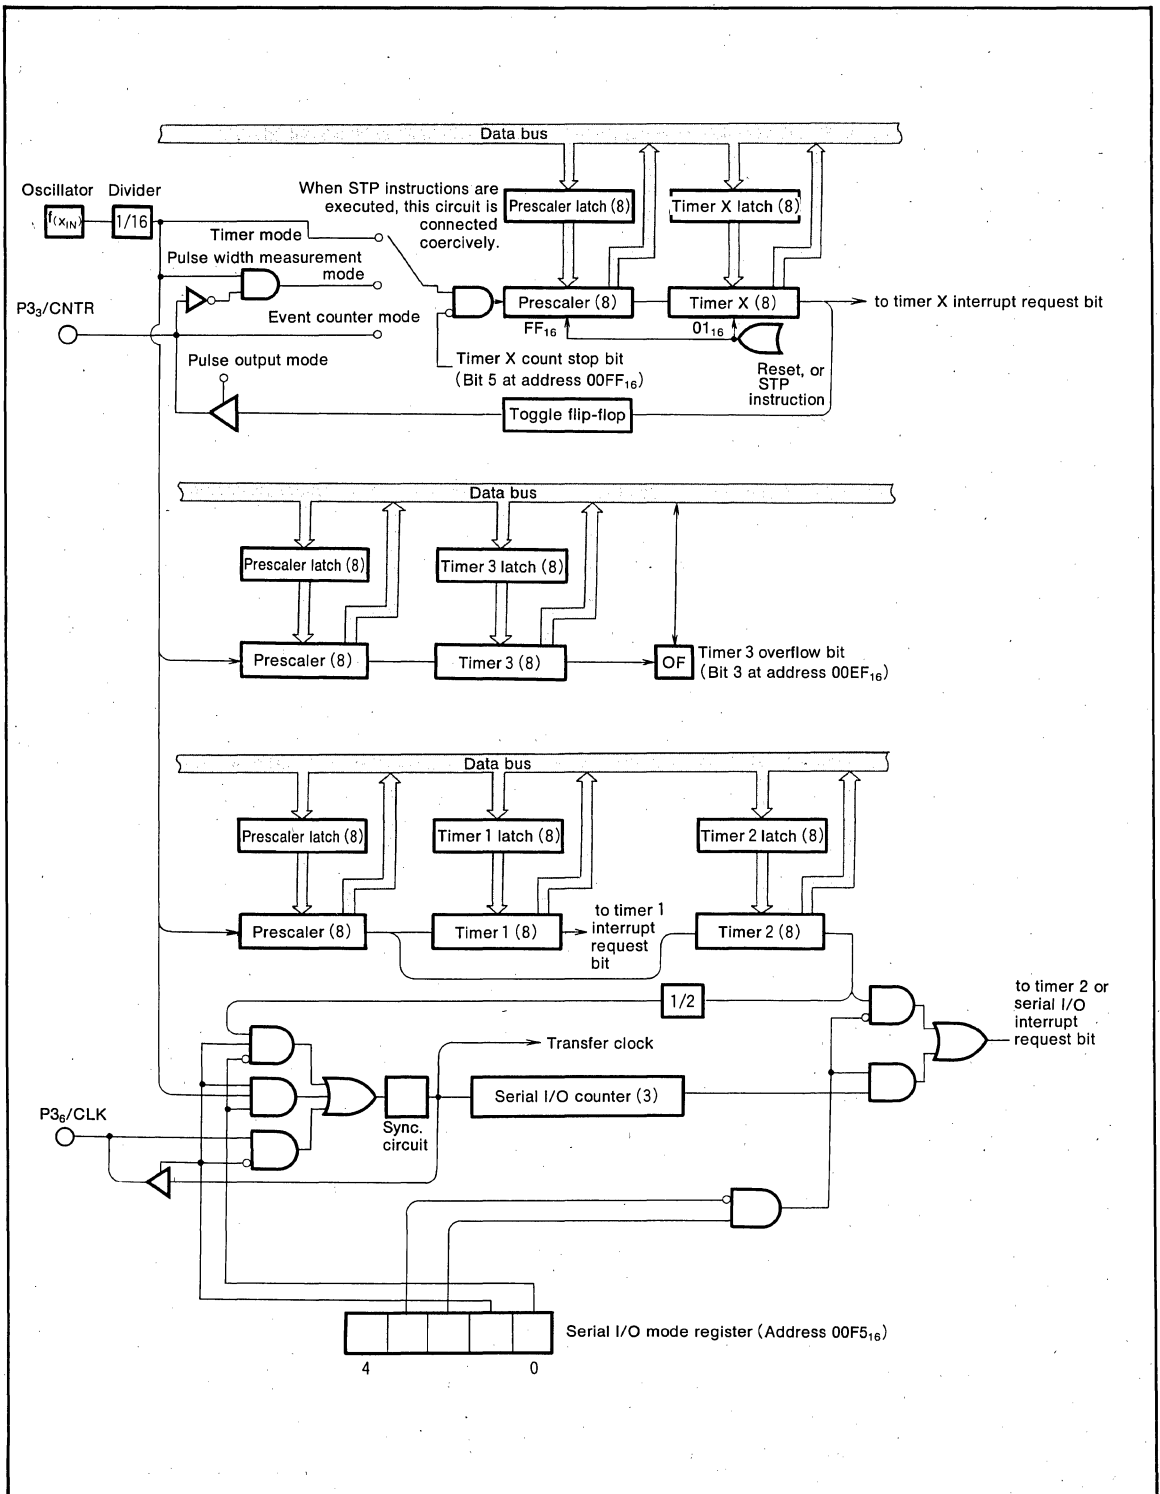 Data bus
Oscillator
Divider
f(XIN)
1/16
When STP instructions are
executed, this circuit is
connected
coercively.
Prescaler latch (8)
Timer X latch (8)
Timer mode
Pulse width measurement
mode
P3₃/CNTR
Event counter mode
Prescaler (8)
Timer X (8)
to timer X interrupt request bit
FF₁₆
01₁₆
Pulse output mode
Timer X count stop bit
(Bit 5 at address 00FF₁₆)
Reset, or
STP
instruction
Toggle flip-flop
Data bus
Prescaler latch (8)
Timer 3 latch (8)
Prescaler (8)
Timer 3 (8)
OF
Timer 3 overflow bit
(Bit 3 at address 00EF₁₆)
Data bus
Prescaler latch (8)
Timer 1 latch (8)
Timer 2 latch (8)
Prescaler (8)
Timer 1 (8)
to timer 1
interrupt
request
bit
Timer 2 (8)
1/2
to timer 2 or
serial I/O
interrupt
request bit
Transfer clock
Serial I/O counter (3)
P3₆/CLK
Sync.
circuit
Serial I/O mode register (Address 00F5₁₆)
4
0